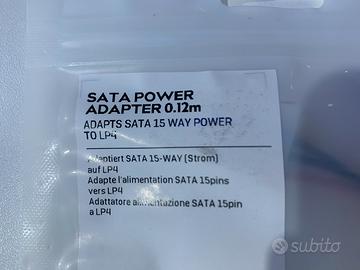 SATA POWER
ADAPTER 0.12m
ADAPTS SATA 15 WAY POWER
TO LP4
Adaptiert SATA 15-WAY (Strom)
auf LP4
Adapte l'alimentation SATA 15pins
vers LP4
Adattatore alimentazione SATA 15pin
a LP4
subito